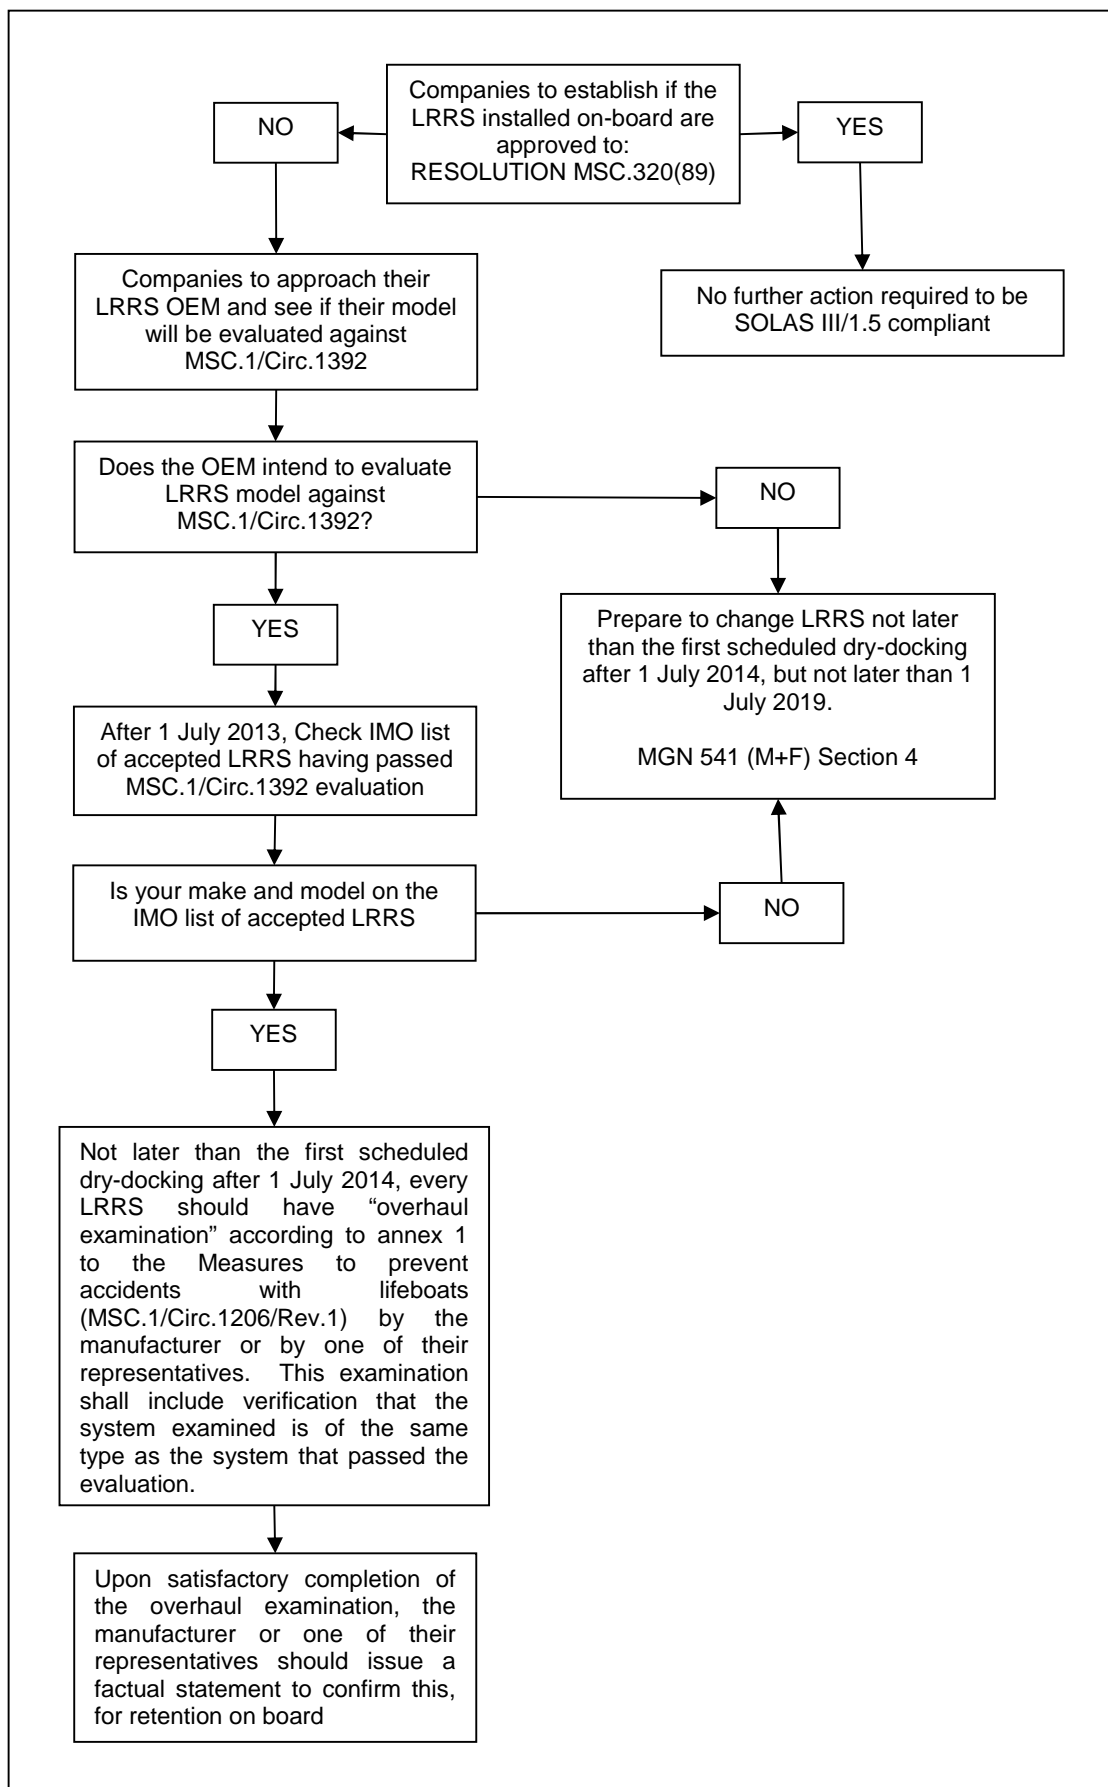 Companies to establish if the
LRRS installed on-board are
approved to:
RESOLUTION MSC.320(89)
NO
YES
Companies to approach their
LRRS OEM and see if their model
will be evaluated against
MSC.1/Circ.1392
No further action required to be
SOLAS III/1.5 compliant
Does the OEM intend to evaluate
LRRS model against
MSC.1/Circ.1392?
NO
YES
Prepare to change LRRS not later
than the first scheduled dry-docking
after 1 July 2014, but not later than 1
July 2019.
MGN 541 (M+F) Section 4
After 1 July 2013, Check IMO list
of accepted LRRS having passed
MSC.1/Circ.1392 evaluation
Is your make and model on the
IMO list of accepted LRRS
NO
YES
Not later than the first scheduled
dry-docking after 1 July 2014, every
LRRS should have “overhaul
examination” according to annex 1
to the Measures to prevent
accidents with lifeboats
(MSC.1/Circ.1206/Rev.1) by the
manufacturer or by one of their
representatives. This examination
shall include verification that the
system examined is of the same
type as the system that passed the
evaluation.
Upon satisfactory completion of
the overhaul examination, the
manufacturer or one of their
representatives should issue a
factual statement to confirm this,
for retention on board